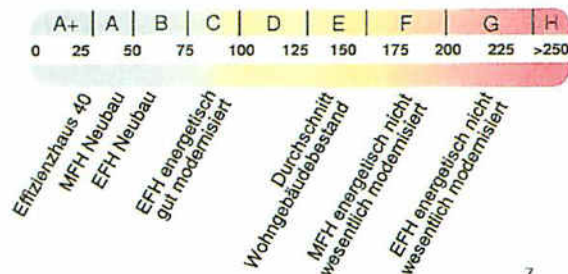 A+ A B C D E F G H
0 25 50 75 100 125 150 175 200 225 >250
Effizienzhaus 40
MFH Neubau
EFH Neubau
EFH energetisch
gut modernisiert
Durchschnitt
Wohngebäudebestand
MFH energetisch nicht
wesentlich modernisiert
EFH energetisch nicht
wesentlich modernisiert
7